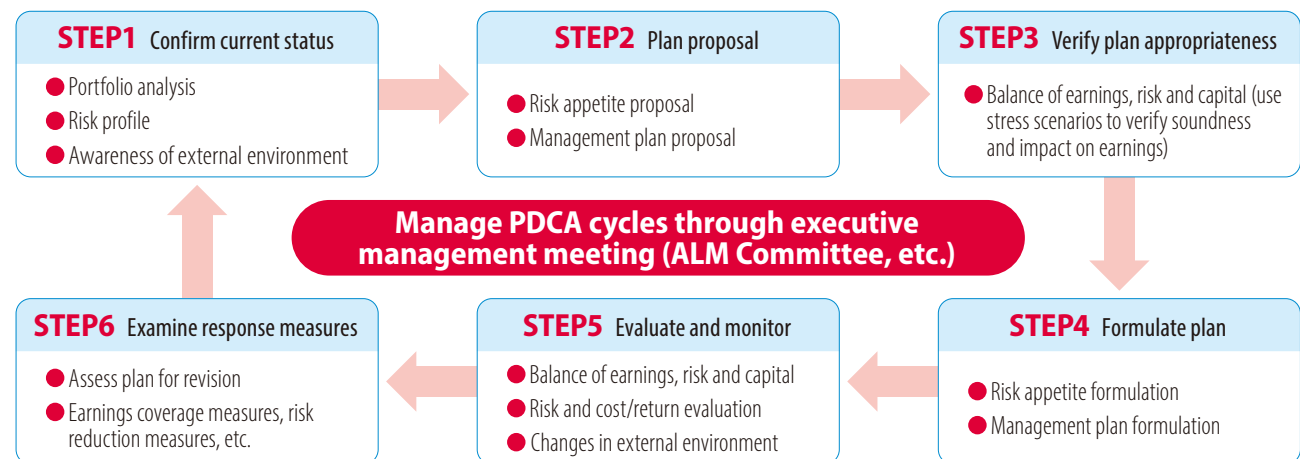 STEP1 Confirm current status
● Portfolio analysis
● Risk profile
● Awareness of external environment
STEP2 Plan proposal
● Risk appetite proposal
● Management plan proposal
STEP3 Verify plan appropriateness
● Balance of earnings, risk and capital (use
stress scenarios to verify soundness
and impact on earnings)
Manage PDCA cycles through executive
management meeting (ALM Committee, etc.)
STEP4 Formulate plan
● Risk appetite formulation
● Management plan formulation
STEP5 Evaluate and monitor
● Balance of earnings, risk and capital
● Risk and cost/return evaluation
● Changes in external environment
STEP6 Examine response measures
● Assess plan for revision
● Earnings coverage measures, risk
reduction measures, etc.